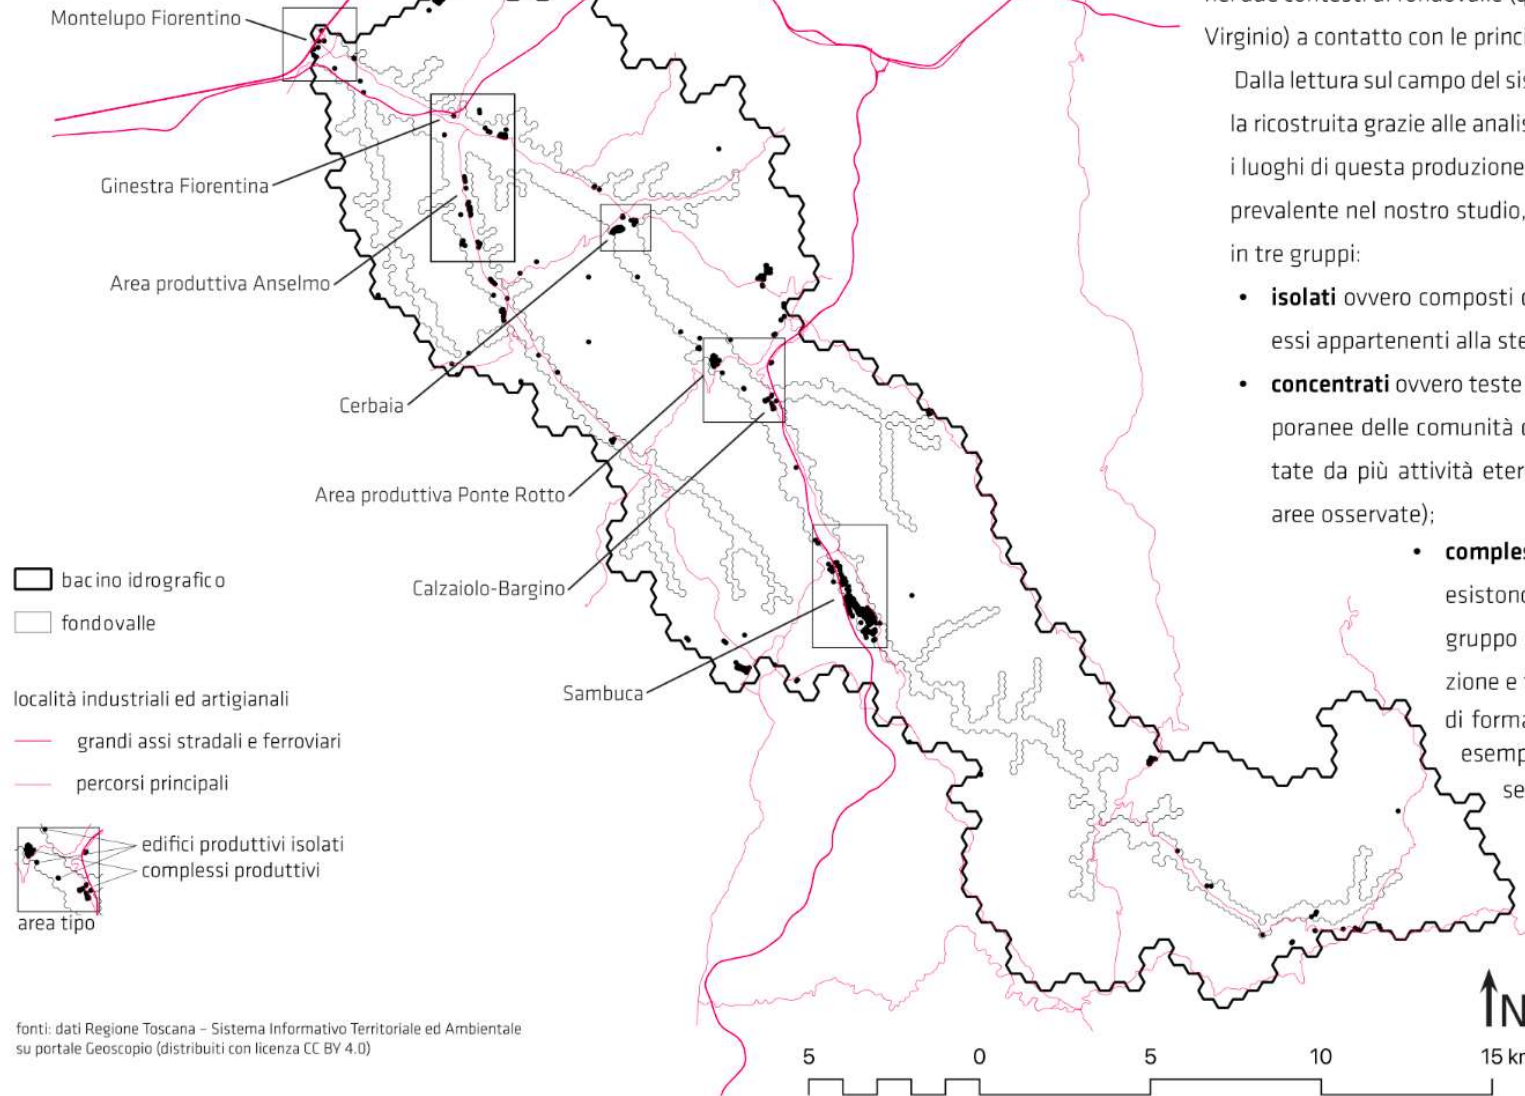 Montelupo Fiorentino
Ginestra Fiorentina
Area produttiva Anselmo
Cerbaia
Area produttiva Ponte Rotto
Calzaiolo-Bargino
Sambuca
bacino idrografico
fondovalle
località industriali ed artigianali
grandi assi stradali e ferroviari
percorsi principali
edifici produttivi isolati
complessi produttivi
area tipo
fonti: dati Regione Toscana – Sistema Informativo Territoriale ed Ambientale
su portale Geoscopio (distribuiti con licenza CC BY 4.0)
Virginio) a contatto con le princi
Dalla lettura sul campo del sis
la ricostruita grazie alle analis
i luoghi di questa produzione
prevalente nel nostro studio,
in tre gruppi:
• isolati ovvero composti
essi appartenenti alla ste
• concentrati ovvero teste
poranee delle comunità
tate da più attività eter
aree osservate);
• comples
esistono
gruppo
zione e
di forma
esemp
se
N
5 0 5 10 15 km